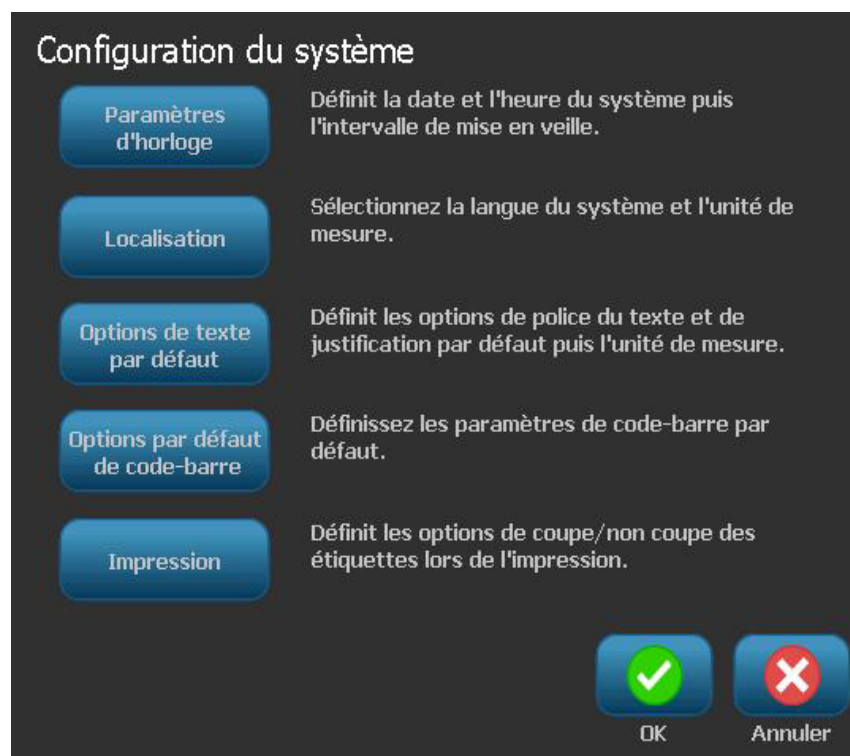 Configuration du système
Paramètres
d'horloge
Définit la date et l'heure du système puis
l'intervalle de mise en veille.
Localisation
Sélectionnez la langue du système et l'unité de
mesure.
Options de texte
par défaut
Définit les options de police du texte et de
justification par défaut puis l'unité de mesure.
Options par défaut
de code-barre
Définissez les paramètres de code-barre par
défaut.
Impression
Définit les options de coupe/non coupe des
étiquettes lors de l'impression.
OK
Annuler